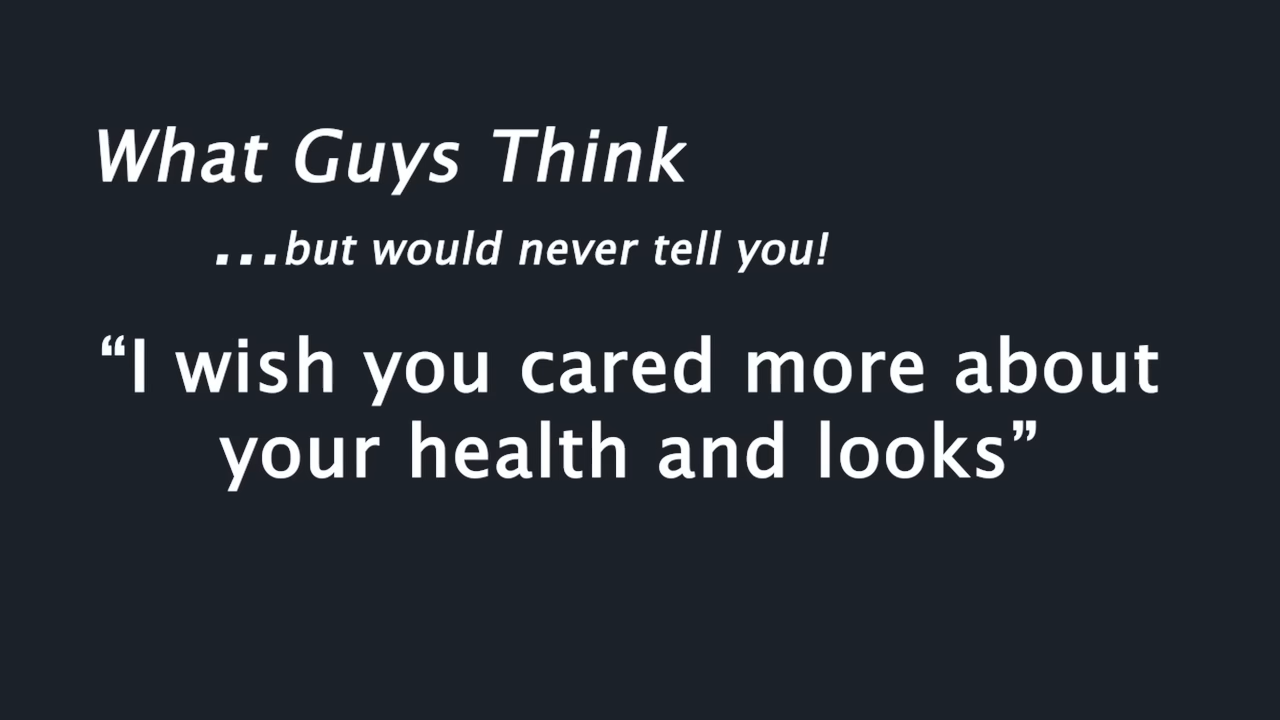 What Guys Think
...but would never tell you!
“I wish you cared more about
your health and looks”